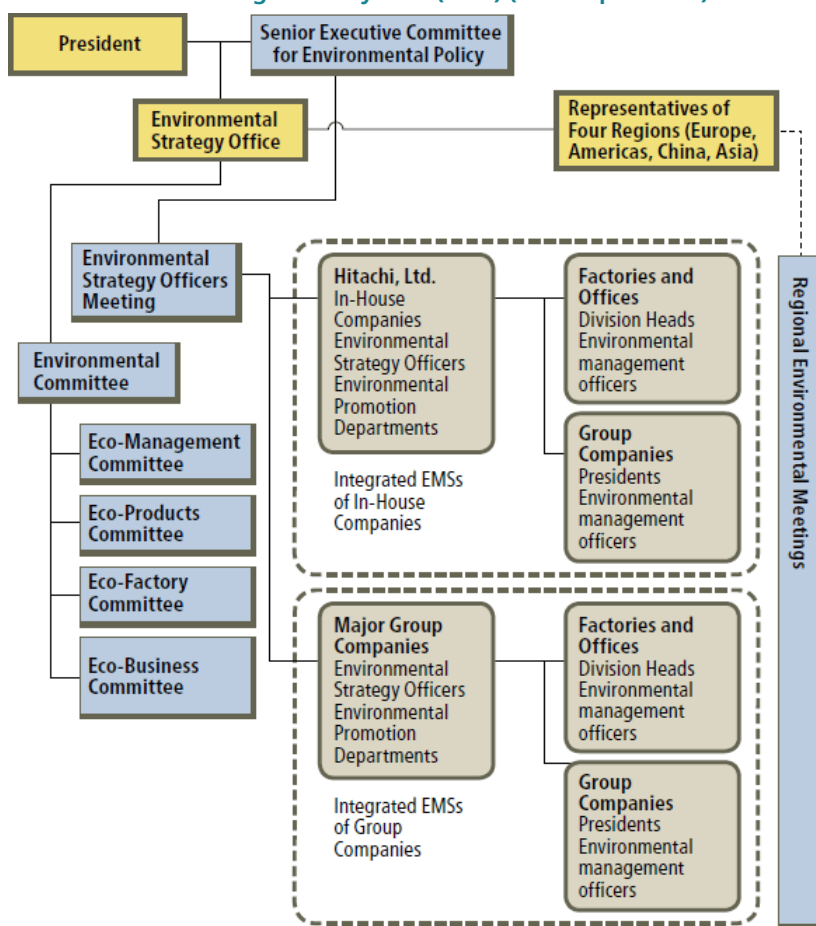 President
Senior Executive Committee
for Environmental Policy
Environmental
Strategy Office
Representatives of
Four Regions (Europe,
Americas, China, Asia)
Environmental
Strategy Officers
Meeting
Hitachi, Ltd.
In-House
Companies
Environmental
Strategy Officers
Environmental
Promotion
Departments
Integrated EMSs
of In-House
Companies
Factories and
Offices
Division Heads
Environmental
management
officers
Group
Companies
Presidents
Environmental
management
officers
Regional Environmental Meetings
Environmental
Committee
Eco-Management
Committee
Eco-Products
Committee
Eco-Factory
Committee
Eco-Business
Committee
Major Group
Companies
Environmental
Strategy Officers
Environmental
Promotion
Departments
Integrated EMSs
of Group
Companies
Factories and
Offices
Division Heads
Environmental
management
officers
Group
Companies
Presidents
Environmental
management
officers